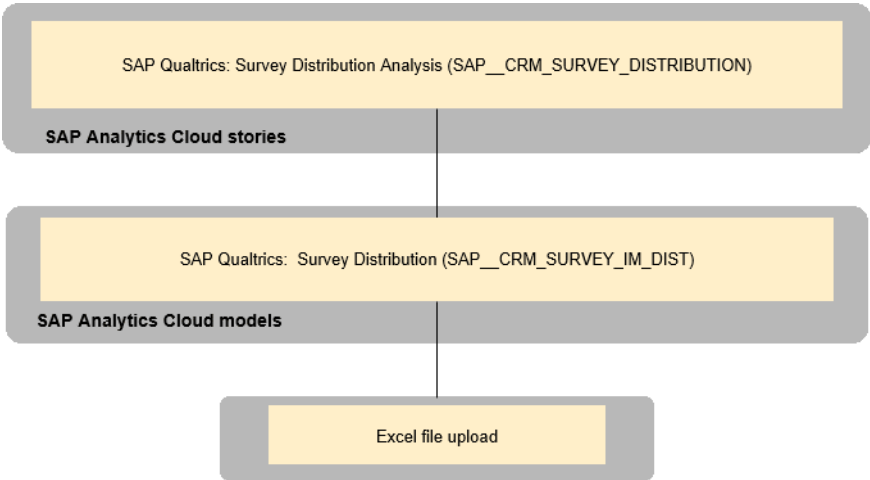 SAP Qualtrics: Survey Distribution Analysis (SAP__CRM_SURVEY_DISTRIBUTION)
SAP Analytics Cloud stories
SAP Qualtrics:  Survey Distribution (SAP__CRM_SURVEY_IM_DIST)
SAP Analytics Cloud models
Excel file upload